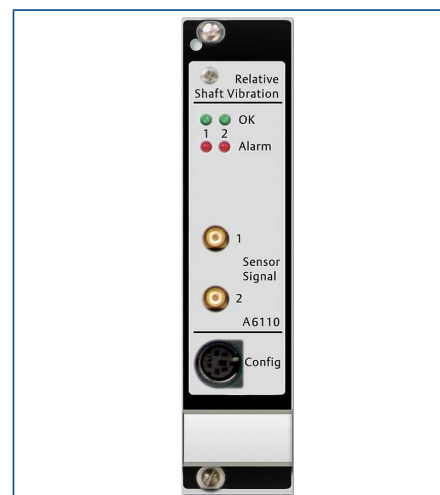 Relative
Shaft Vibration
OK
1 2
Alarm
1
Sensor
Signal
2
A6110
Config